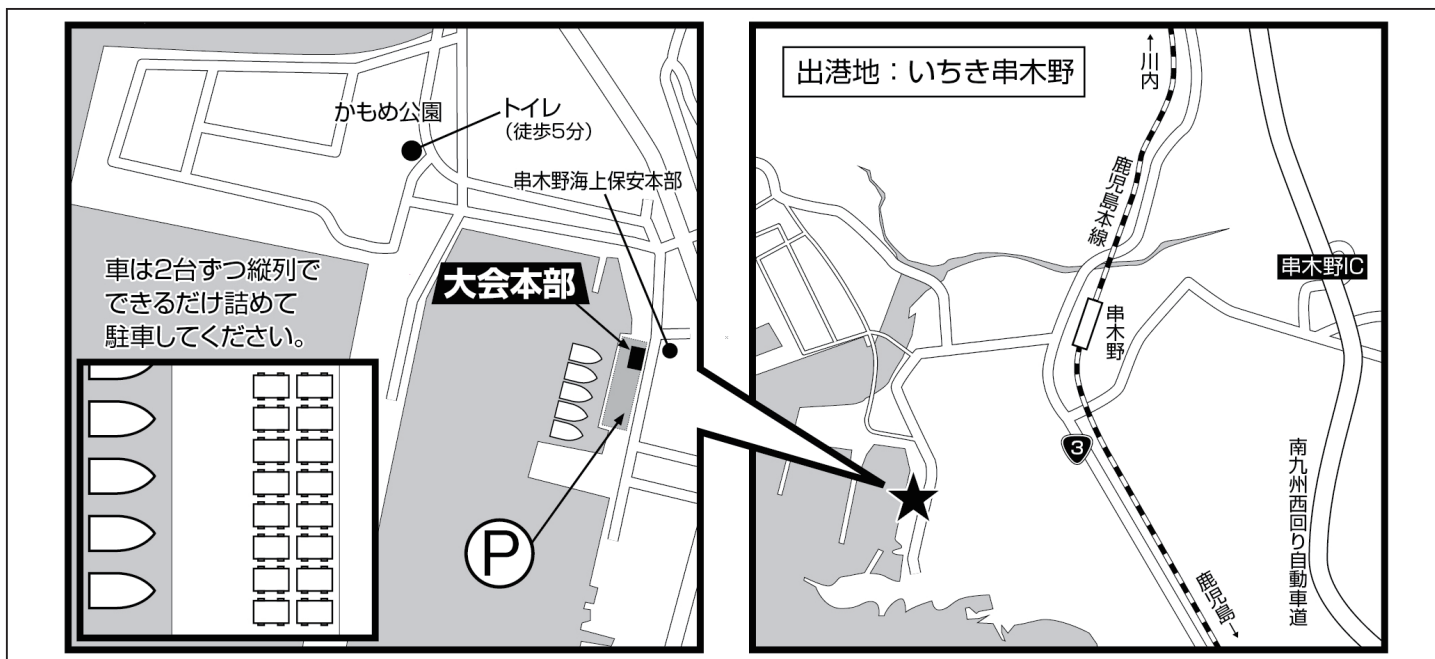 かもめ公園
トイレ
(徒歩5分)
串木野海上保安本部
車は2台ずつ縦列で
できるだけ詰めて
駐車してください。
大会本部
P
出港地：いちき串木野
↑川内
鹿児島本線
串木野IC
串木野
3
南九州西回り自動車道
鹿児島→